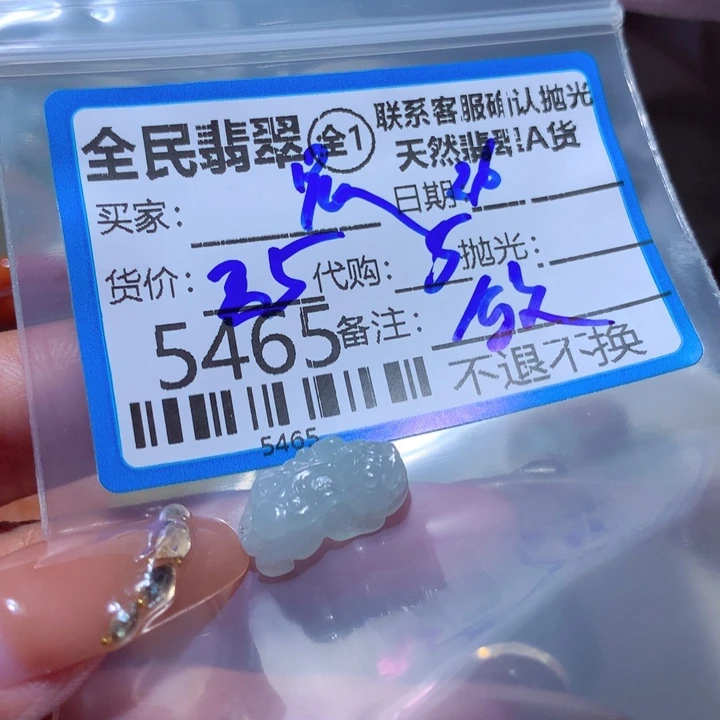 全民翡翠 全1 联系客服确认抛光
天然翡翠A货
买家: 日期: 26
货价: 35 代购: 5 抛光:
5465 备注:
不退不换
5465